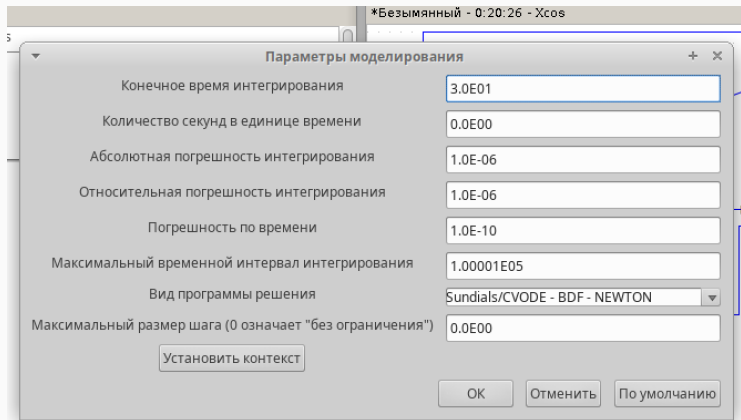 *Безымянный - 0:20:26 - Xcos
s
Параметры моделирования
Конечное время интегрирования 3.0E01
Количество секунд в единице времени 0.0E00
Абсолютная погрешность интегрирования 1.0E-06
Относительная погрешность интегрирования 1.0E-06
Погрешность по времени 1.0E-10
Максимальный временной интервал интегрирования 1.00001E05
Вид программы решения Sundials/CVODE - BDF - NEWTON
Максимальный размер шага (0 означает "без ограничения") 0.0E00
Установить контекст
ОК Отменить По умолчанию